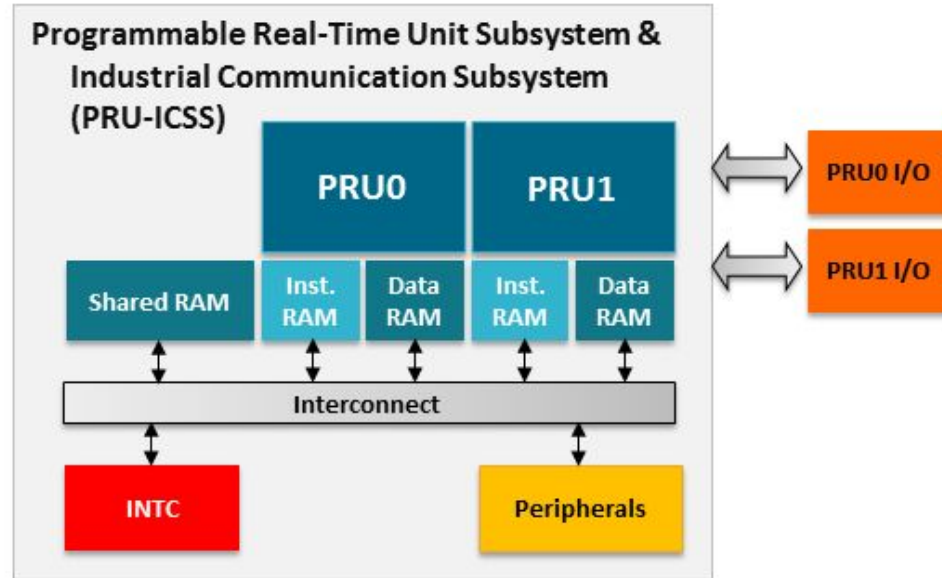 Programmable Real-Time Unit Subsystem &
Industrial Communication Subsystem
(PRU-ICSS)
PRU0
PRU1
PRU0 I/O
PRU1 I/O
Shared RAM
Inst.
RAM
Data
RAM
Inst.
RAM
Data
RAM
Interconnect
INTC
Peripherals